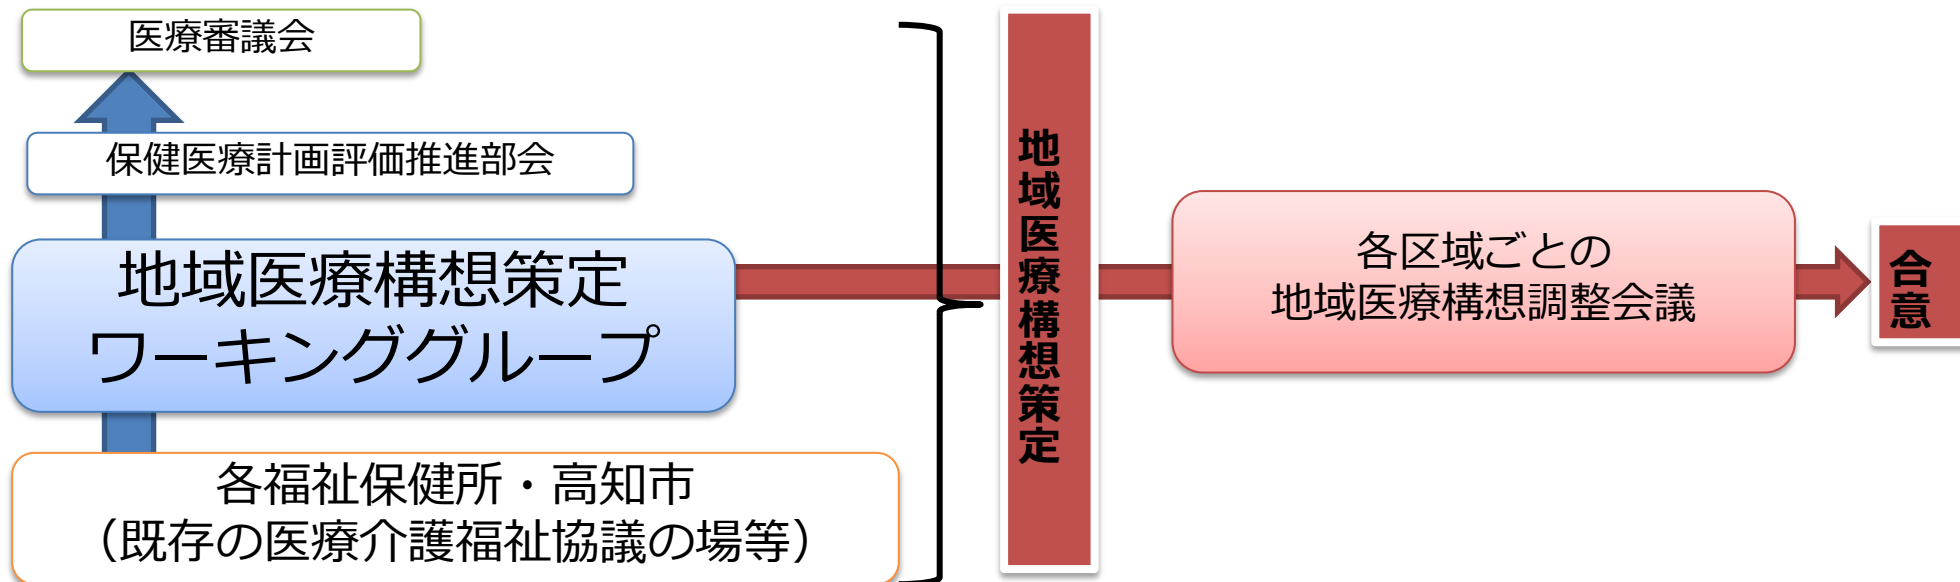 医療審議会
保健医療計画評価推進部会
地域医療構想策定
ワーキンググループ
各福祉保健所・高知市
（既存の医療介護福祉協議の場等）
地域医療構想策定
各区域ごとの
地域医療構想調整会議
合意